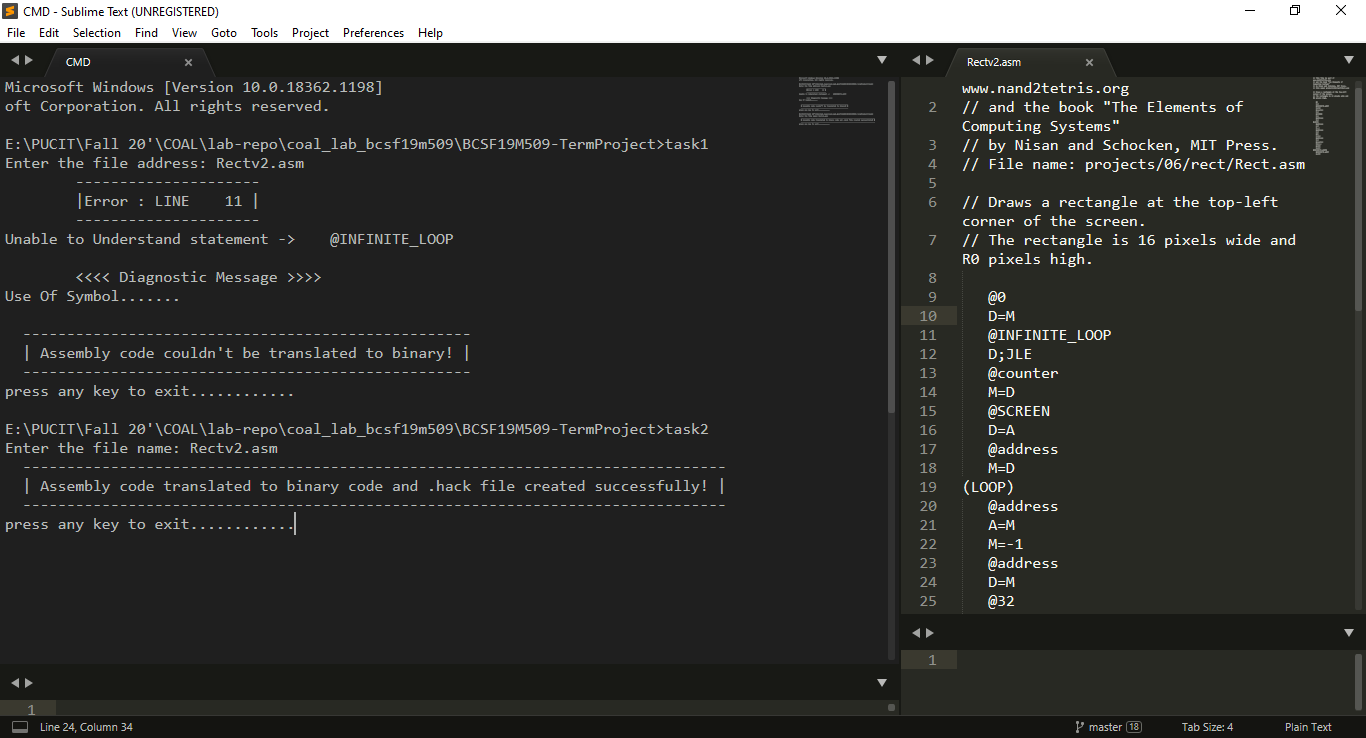 CMD - Sublime Text (UNREGISTERED)
File Edit Selection Find View Goto Tools Project Preferences Help
CMD
Microsoft Windows [Version 10.0.18362.1198]
oft Corporation. All rights reserved.
E:\PUCIT\Fall 20'\COAL\lab-repo\coal_lab_bcsf19m509\BCSF19M509-TermProject>task1
Enter the file address: Rectv2.asm
---------------------
|Error : LINE    11 |
---------------------
Unable to Understand statement ->    @INFINITE_LOOP
<<<< Diagnostic Message >>>>
Use Of Symbol.......
---------------------------------------------------
| Assembly code couldn't be translated to binary! |
---------------------------------------------------
press any key to exit............
E:\PUCIT\Fall 20'\COAL\lab-repo\coal_lab_bcsf19m509\BCSF19M509-TermProject>task2
Enter the file name: Rectv2.asm
--------------------------------------------------------------------------------
| Assembly code translated to binary code and .hack file created successfully! |
--------------------------------------------------------------------------------
press any key to exit............
1
Rectv2.asm
www.nand2tetris.org
2 // and the book "The Elements of
Computing Systems"
3 // by Nisan and Schocken, MIT Press.
4 // File name: projects/06/rect/Rect.asm
5
6 // Draws a rectangle at the top-left
corner of the screen.
7 // The rectangle is 16 pixels wide and
R0 pixels high.
8
9 @0
10 D=M
11 @INFINITE_LOOP
12 D;JLE
13 @counter
14 M=D
15 @SCREEN
16 D=A
17 @address
18 M=D
19 (LOOP)
20 @address
21 A=M
22 M=-1
23 @address
24 D=M
25 @32
1
Line 24, Column 34
master 18
Tab Size: 4
Plain Text